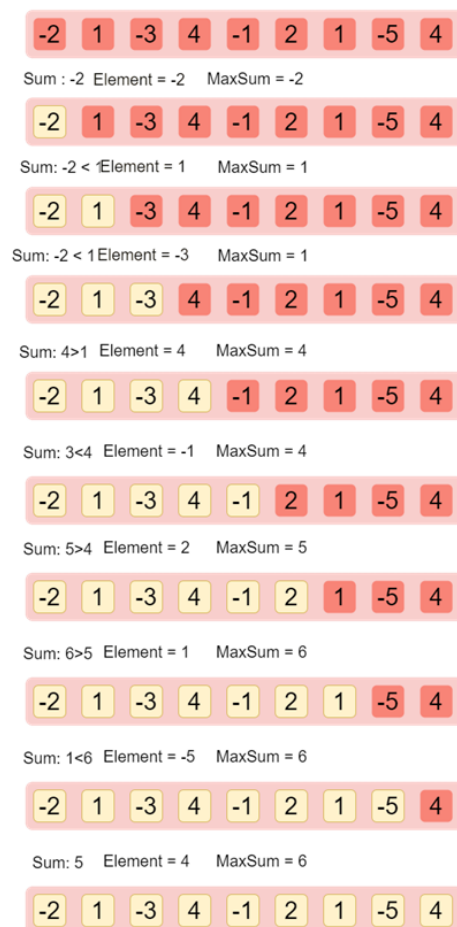 -2 1 -3 4 -1 2 1 -5 4
Sum : -2 Element = -2 MaxSum = -2
-2 1 -3 4 -1 2 1 -5 4
Sum: -2 < 1Element = 1 MaxSum = 1
-2 1 -3 4 -1 2 1 -5 4
Sum: -2 < 1 Element = -3 MaxSum = 1
-2 1 -3 4 -1 2 1 -5 4
Sum: 4>1 Element = 4 MaxSum = 4
-2 1 -3 4 -1 2 1 -5 4
Sum: 3<4 Element = -1 MaxSum = 4
-2 1 -3 4 -1 2 1 -5 4
Sum: 5>4 Element = 2 MaxSum = 5
-2 1 -3 4 -1 2 1 -5 4
Sum: 6>5 Element = 1 MaxSum = 6
-2 1 -3 4 -1 2 1 -5 4
Sum: 1<6 Element = -5 MaxSum = 6
-2 1 -3 4 -1 2 1 -5 4
Sum: 5 Element = 4 MaxSum = 6
-2 1 -3 4 -1 2 1 -5 4